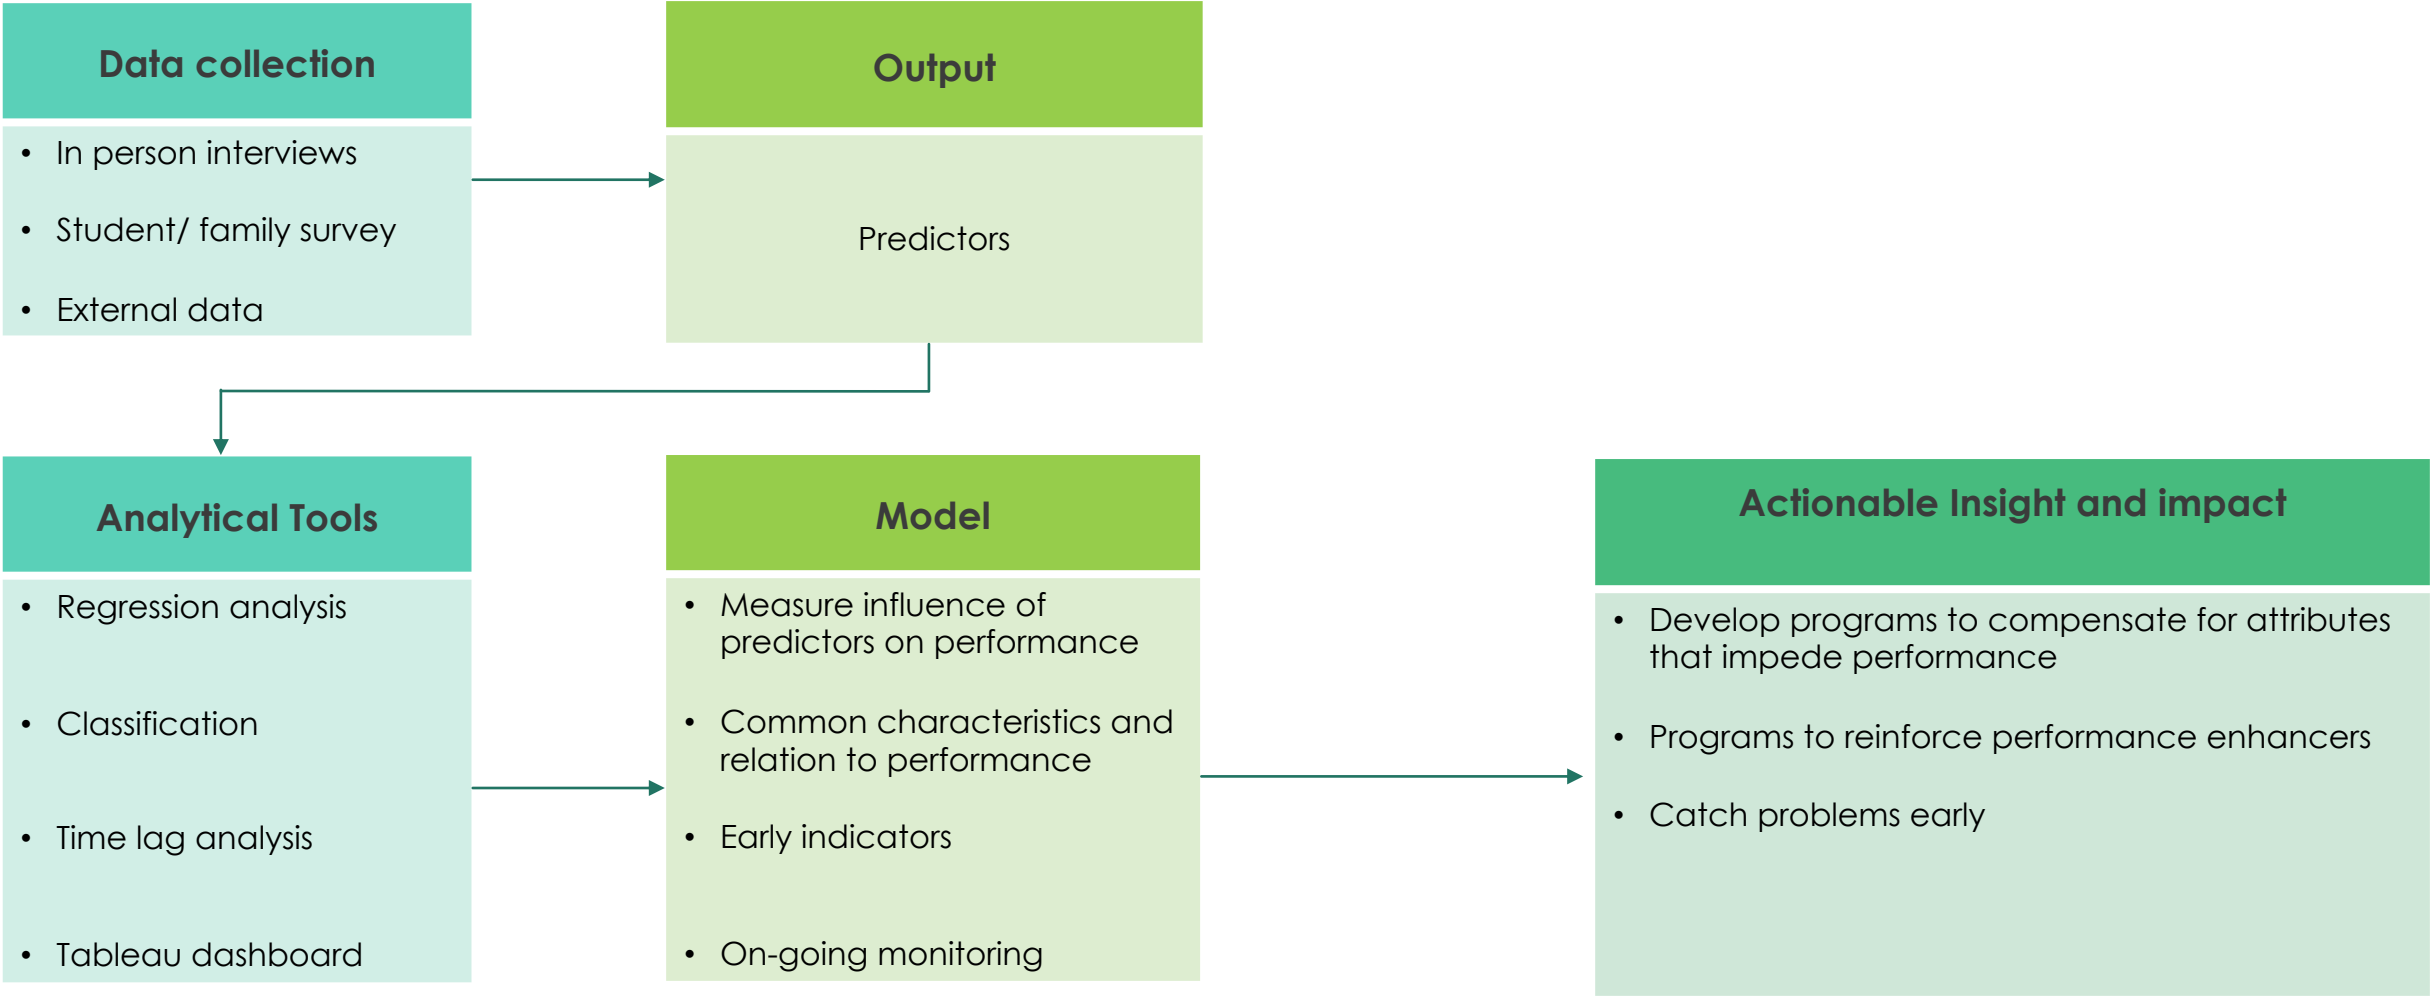 Data collection
• In person interviews
• Student/ family survey
• External data
Output
Predictors
Analytical Tools
• Regression analysis
• Classification
• Time lag analysis
• Tableau dashboard
Model
• Measure influence of
predictors on performance
• Common characteristics and
relation to performance
• Early indicators
• On-going monitoring
Actionable Insight and impact
• Develop programs to compensate for attributes
that impede performance
• Programs to reinforce performance enhancers
• Catch problems early